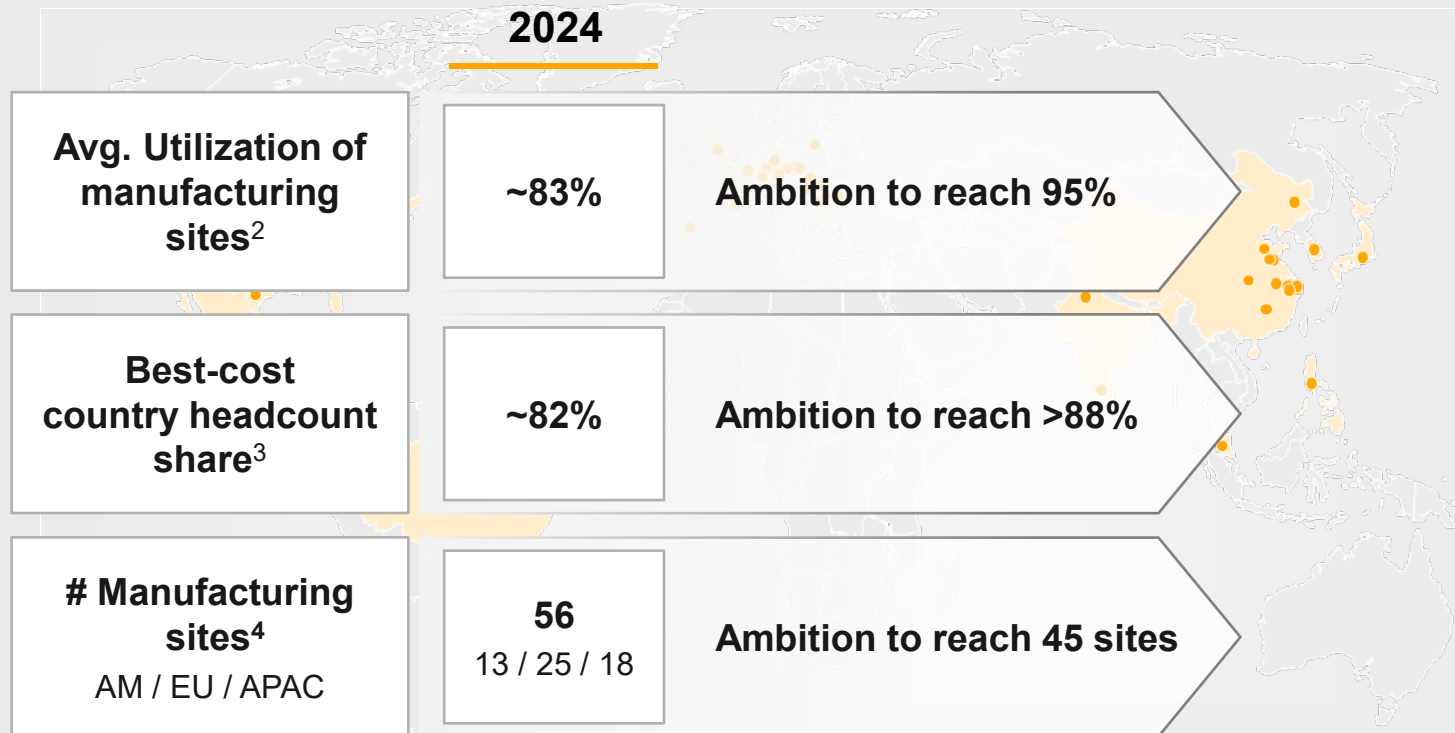 2024
Avg. Utilization of
manufacturing
sites²
~83%
Ambition to reach 95%
Best-cost
country headcount
share³
~82%
Ambition to reach >88%
# Manufacturing
sites⁴
AM / EU / APAC
56
13 / 25 / 18
Ambition to reach 45 sites